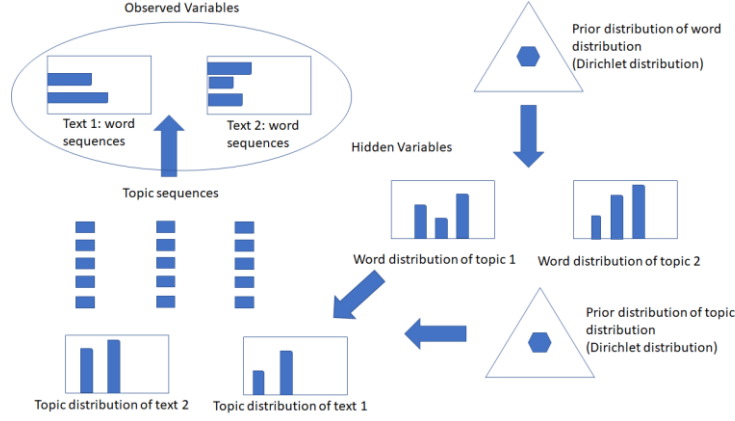 Observed Variables
Prior distribution of word
distribution
(Dirichlet distribution)
Text 1: word
sequences
Text 2: word
sequences
Hidden Variables
Topic sequences
Word distribution of topic 1
Word distribution of topic 2
Prior distribution of topic
distribution
(Dirichlet distribution)
Topic distribution of text 2
Topic distribution of text 1